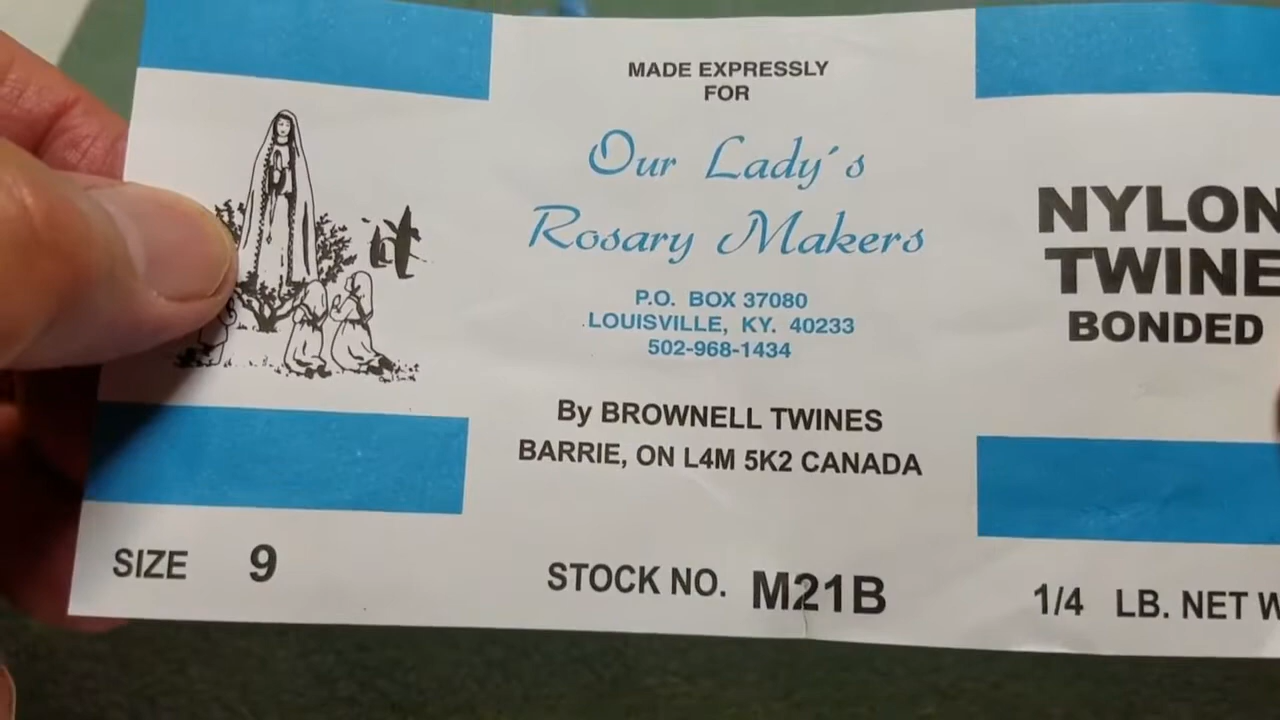 MADE EXPRESSLY
FOR
Our Lady's
Rosary Makers
P.O. BOX 37080
LOUISVILLE, KY. 40233
502-968-1434
By BROWNELL TWINES
BARRIE, ON L4M 5K2 CANADA
SIZE 9
STOCK NO. M21B
NYLON
TWINE
BONDED
1/4 LB. NET